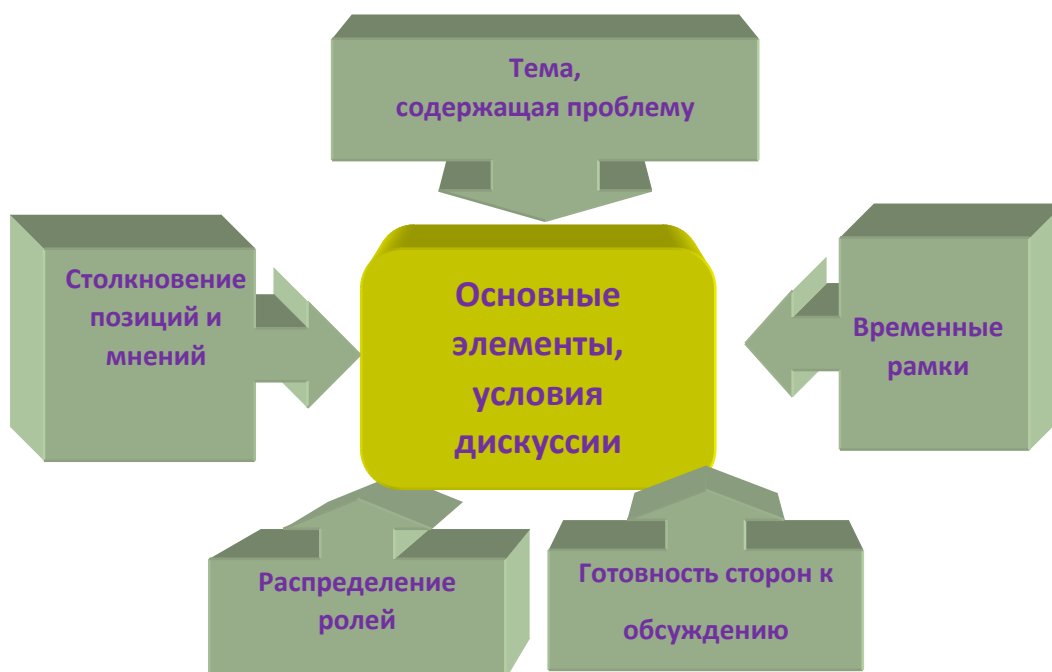 Тема,
содержащая проблему
Столкновение
позиций и
мнений
Основные
элементы,
условия
дискуссии
Временные
рамки
Распределение
ролей
Готовность сторон к
обсуждению